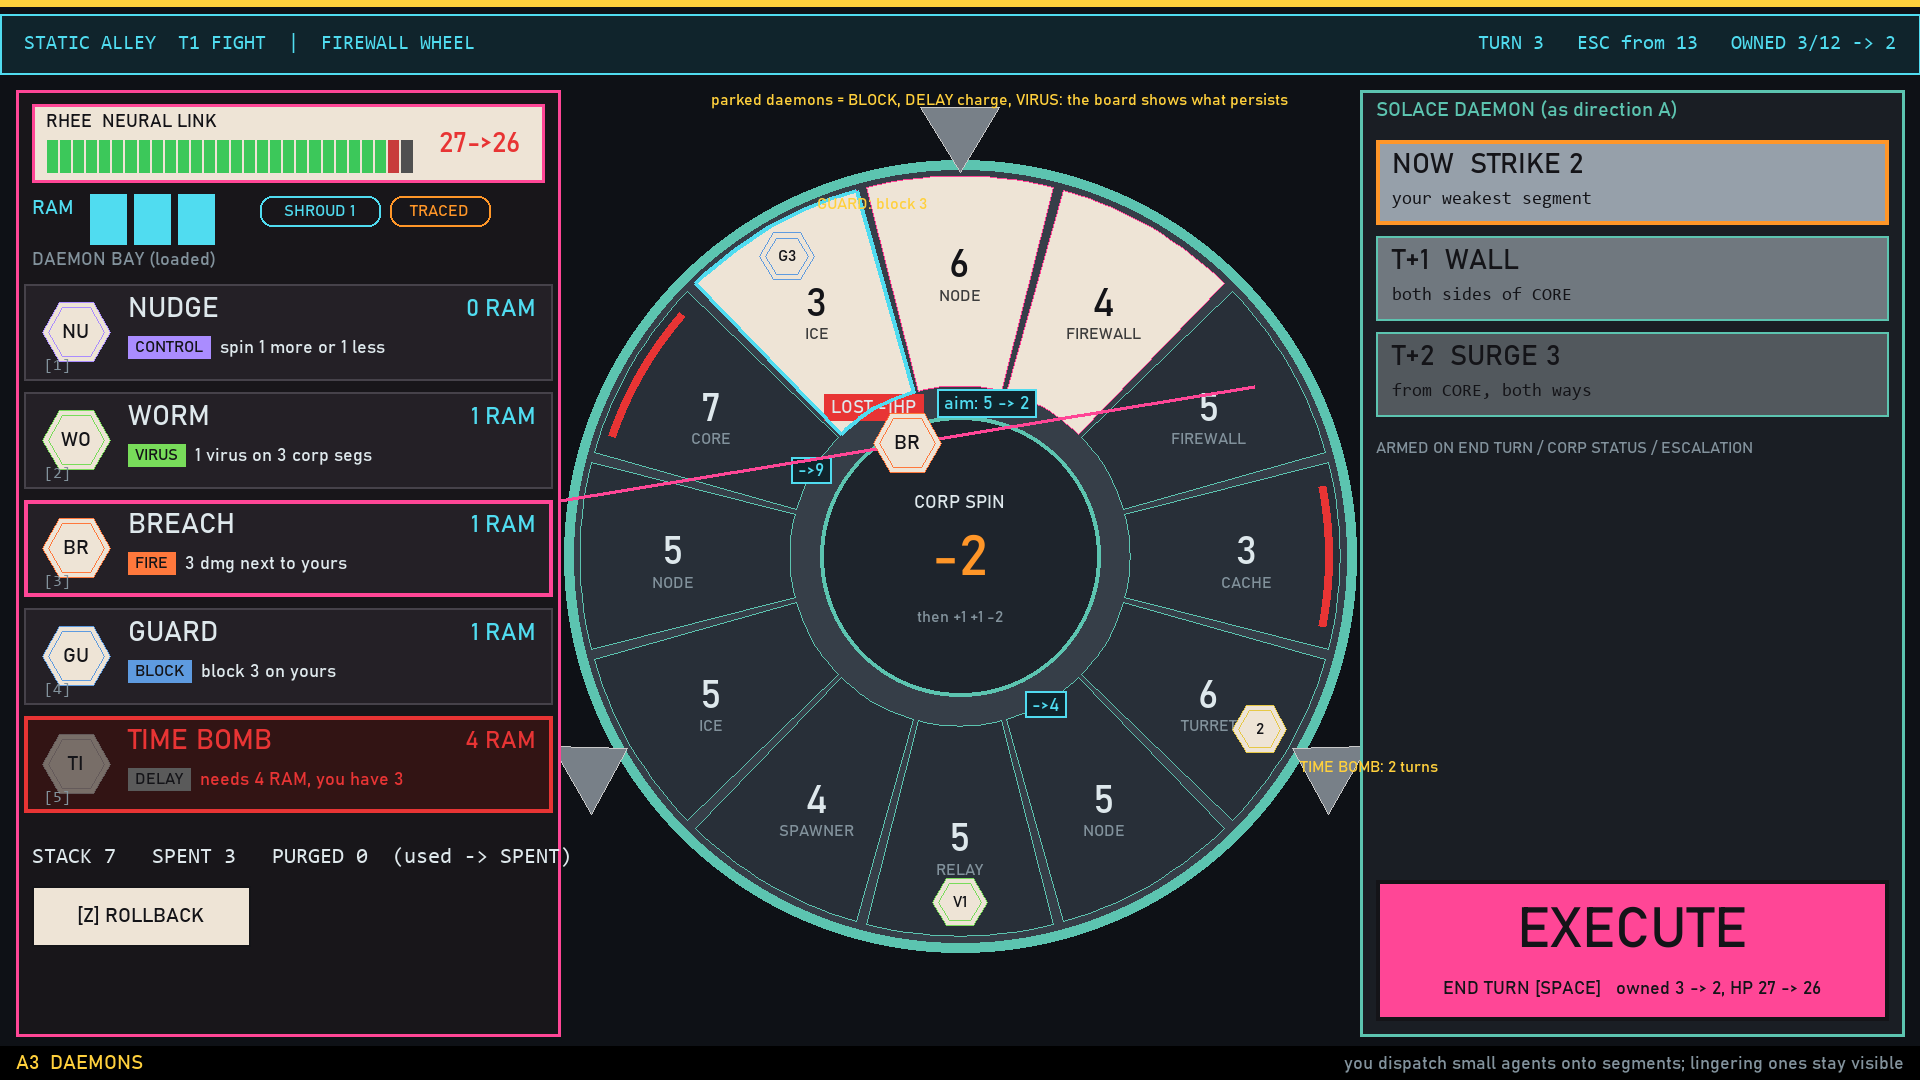 STATIC ALLEY  T1 FIGHT  |  FIREWALL WHEEL
TURN 3   ESC from 13   OWNED 3/12 -> 2
RHEE  NEURAL LINK
27->26
RAM
SHROUD 1
TRACED
DAEMON BAY (loaded)
NU
[1]
NUDGE
0 RAM
CONTROL
spin 1 more or 1 less
WO
[2]
WORM
1 RAM
VIRUS
1 virus on 3 corp segs
BR
[3]
BREACH
1 RAM
FIRE
3 dmg next to yours
GU
[4]
GUARD
1 RAM
BLOCK
block 3 on yours
TI
[5]
TIME BOMB
4 RAM
DELAY
needs 4 RAM, you have 3
STACK 7   SPENT 3   PURGED 0  (used -> SPENT)
[Z] ROLLBACK
parked daemons = BLOCK, DELAY charge, VIRUS: the board shows what persists
GUARD: block 3
G3
3
ICE
6
NODE
4
FIREWALL
7
CORE
5
FIREWALL
LOST -1HP
aim: 5 -> 2
BR
->9
5
NODE
CORP SPIN
-2
then +1 +1 -2
3
CACHE
5
ICE
6
TURRET
2
->4
TIME BOMB: 2 turns
4
SPAWNER
5
RELAY
V1
5
NODE
SOLACE DAEMON (as direction A)
NOW  STRIKE 2
your weakest segment
T+1  WALL
both sides of CORE
T+2  SURGE 3
from CORE, both ways
ARMED ON END TURN / CORP STATUS / ESCALATION
EXECUTE
END TURN [SPACE]   owned 3 -> 2, HP 27 -> 26
A3  DAEMONS
you dispatch small agents onto segments; lingering ones stay visible